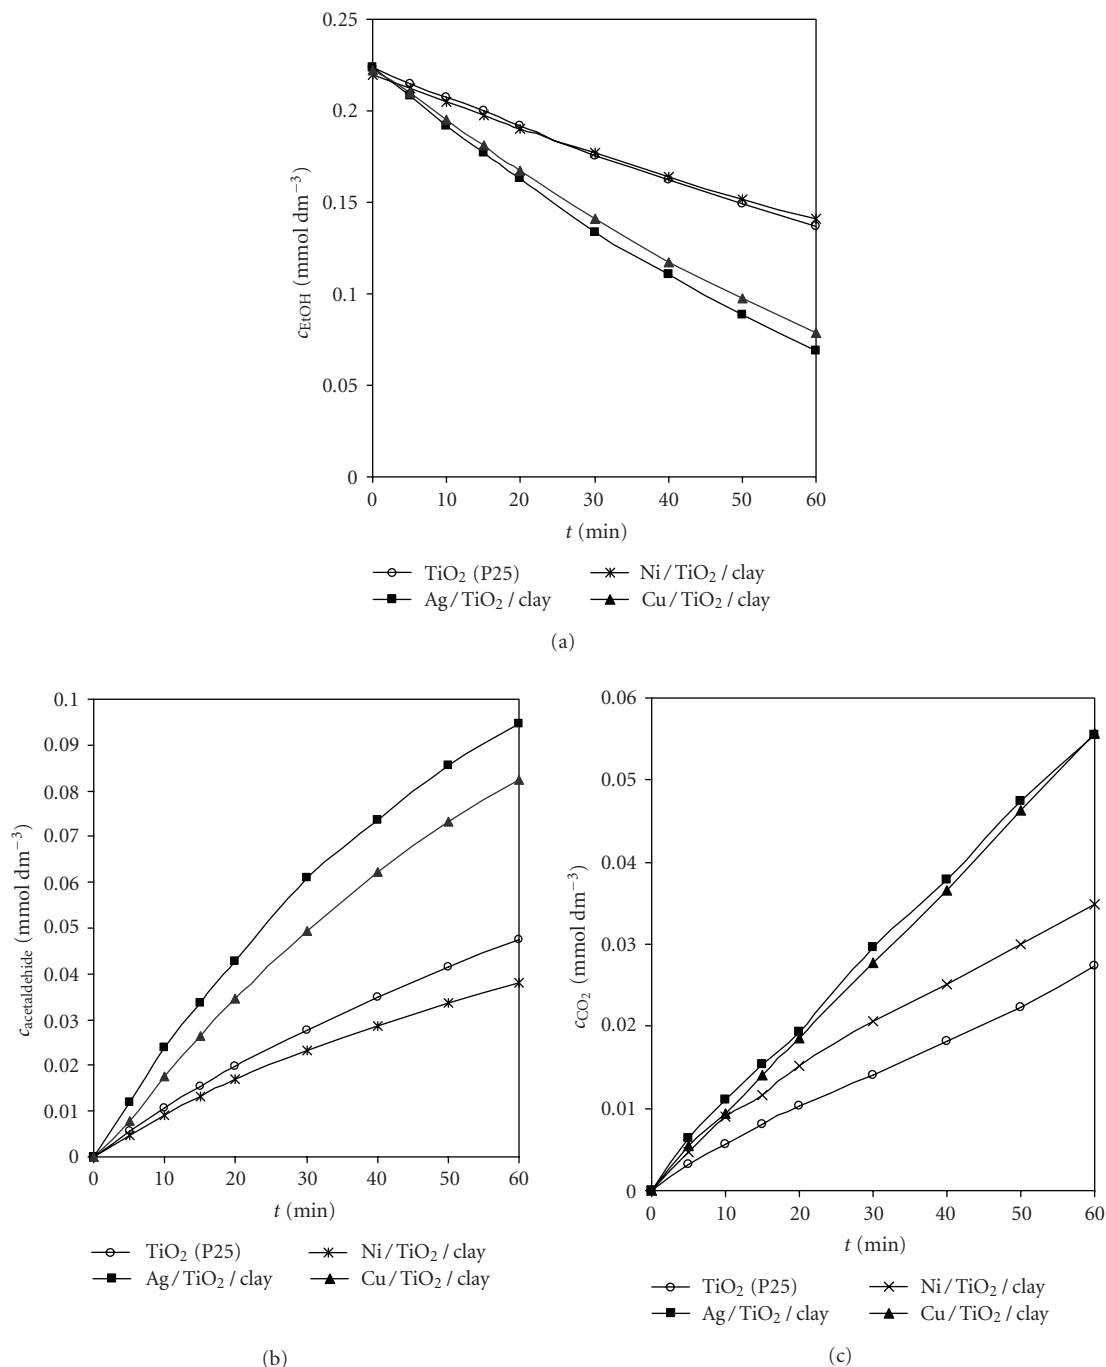 0.25
0.2
0.15
0.1
0.05
0
c_EtOH (mmol dm⁻³)
0 10 20 30 40 50 60
t (min)
TiO₂ (P25) Ni/TiO₂/clay
Ag/TiO₂/clay Cu/TiO₂/clay
(a)
0.1
0.09
0.08
0.07
0.06
0.05
0.04
0.03
0.02
0.01
0
c_acetaldehide (mmol dm⁻³)
0 10 20 30 40 50 60
t (min)
TiO₂ (P25) Ni/TiO₂/clay
Ag/TiO₂/clay Cu/TiO₂/clay
(b)
0.06
0.05
0.04
0.03
0.02
0.01
0
c_CO₂ (mmol dm⁻³)
0 10 20 30 40 50 60
t (min)
TiO₂ (P25) Ni/TiO₂/clay
Ag/TiO₂/clay Cu/TiO₂/clay
(c)